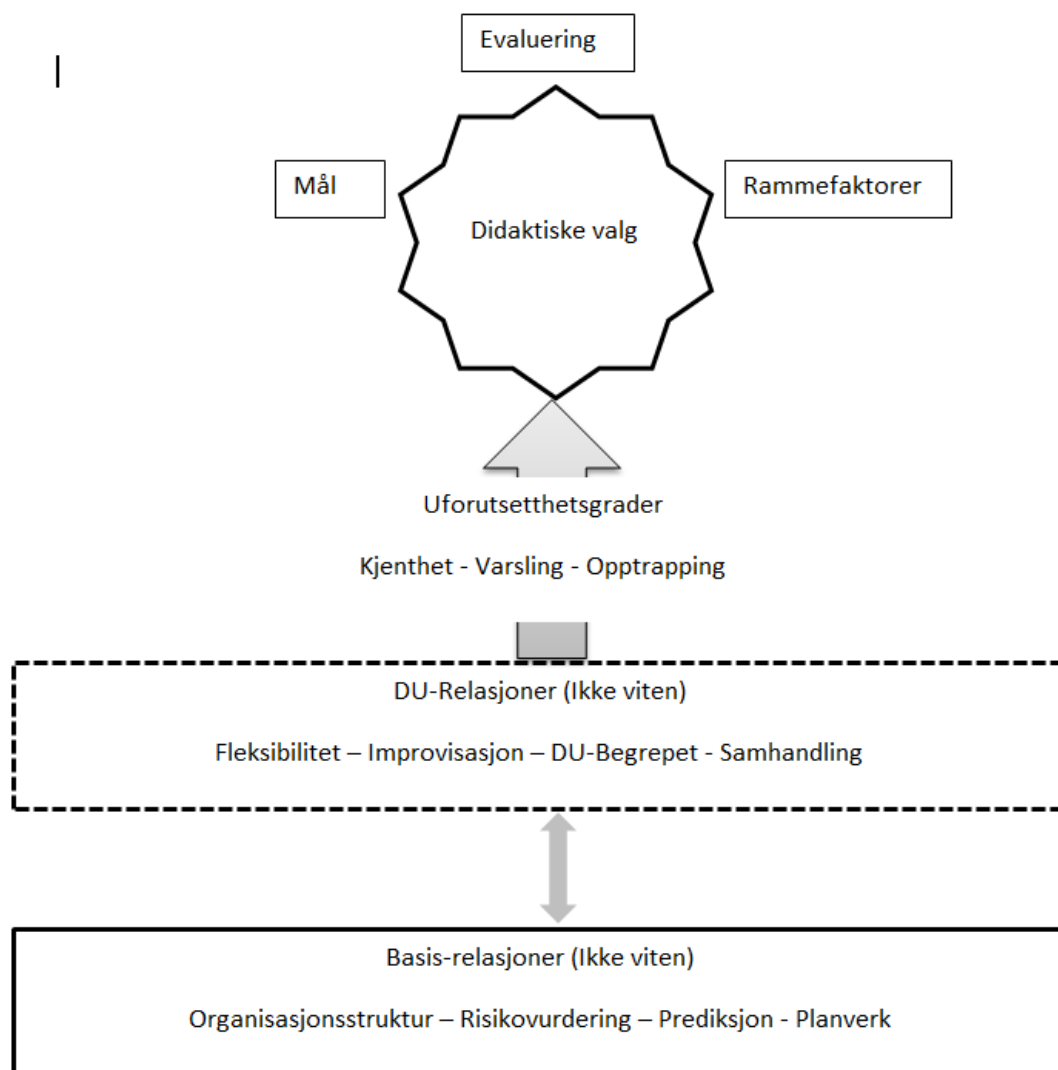 Evaluering
Mål
Rammefaktorer
Didaktiske valg
Uforutsetthetsgrader
Kjenthet - Varsling - Opptrapping
DU-Relasjoner (Ikke viten)
Fleksibilitet – Improvisasjon – DU-Begrepet - Samhandling
Basis-relasjoner (Ikke viten)
Organisasjonsstruktur – Risikovurdering – Prediksjon - Planverk